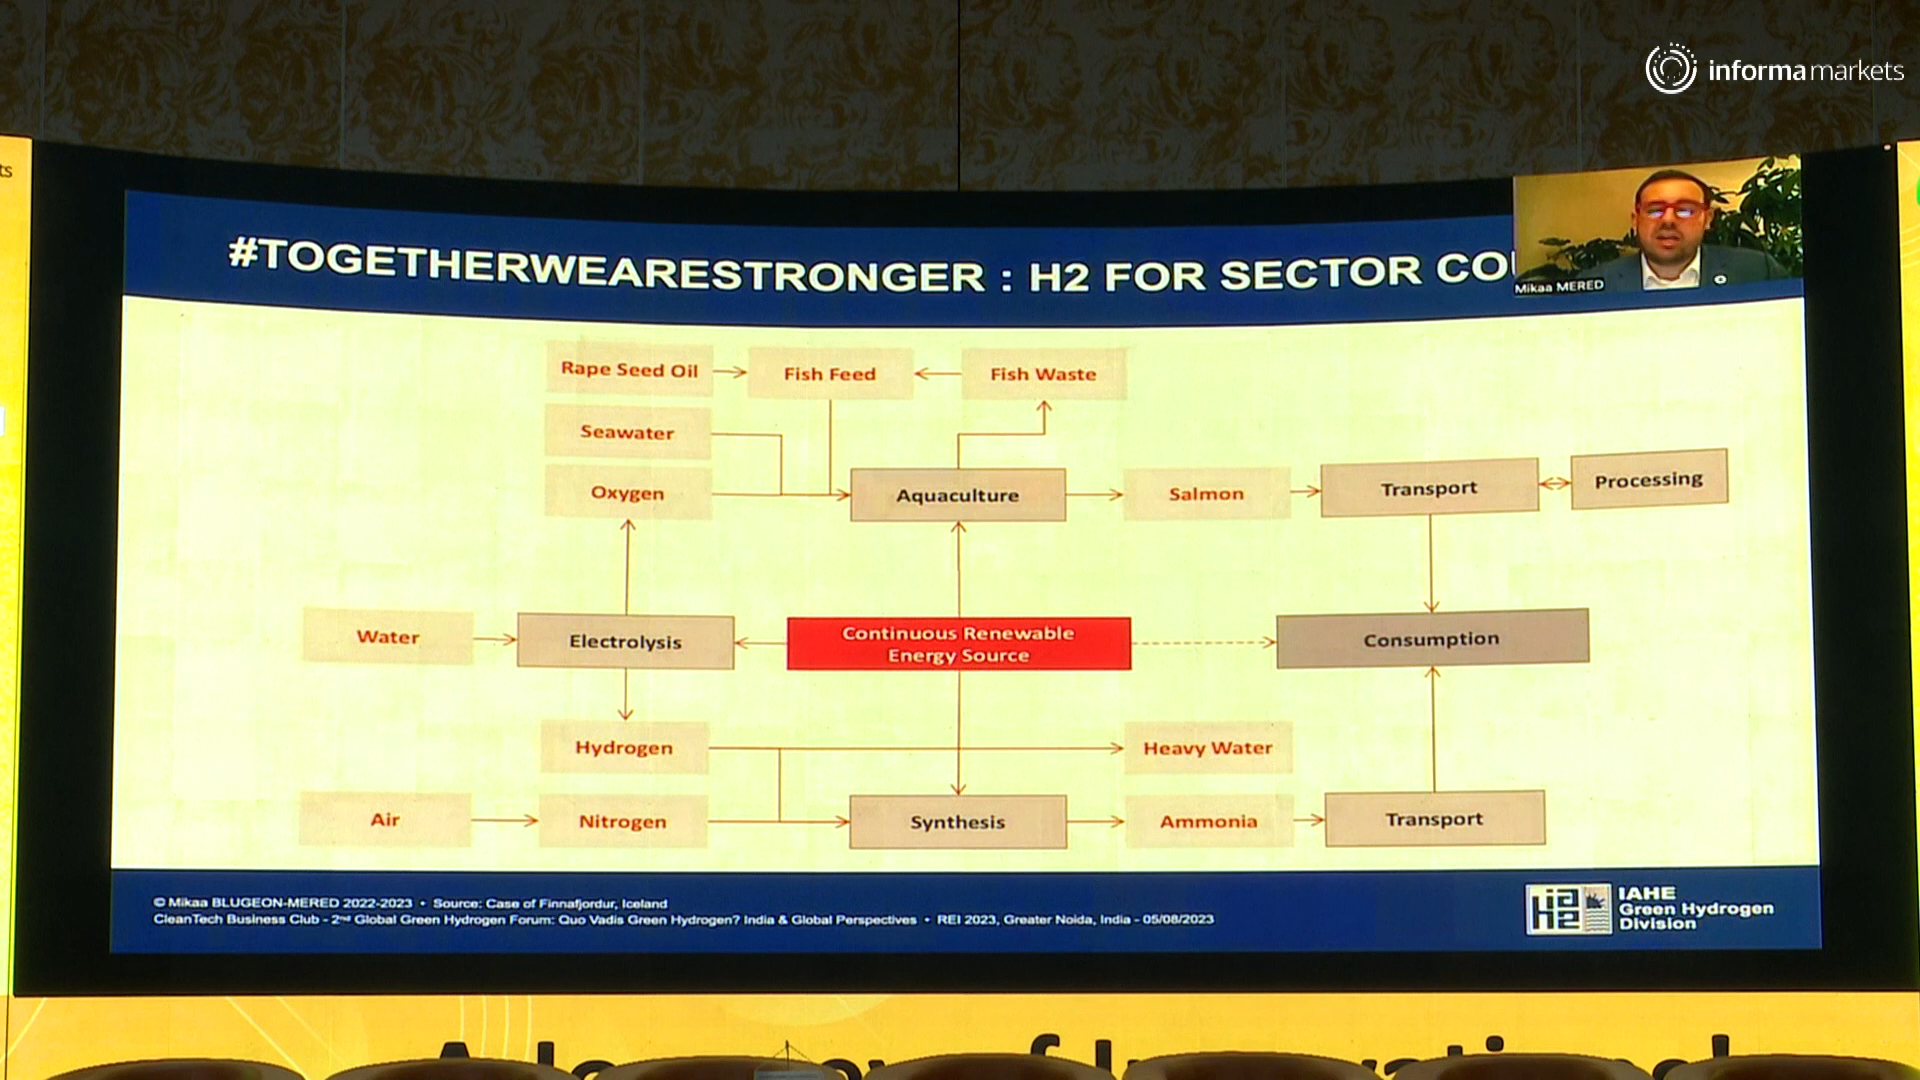 informa markets
ts
#TOGETHERWEARESTRONGER : H2 FOR SECTOR COU
Mikaa MERED
Rape Seed Oil
Fish Feed
Fish Waste
Seawater
Oxygen
Aquaculture
Salmon
Transport
Processing
Water
Electrolysis
Continuous Renewable
Energy Source
Consumption
Hydrogen
Heavy Water
Air
Nitrogen
Synthesis
Ammonia
Transport
© Mikaa BLUGEON-MERED 2022-2023 • Source: Case of Finnafjordur, Iceland
CleanTech Business Club - 2nd Global Green Hydrogen Forum: Quo Vadis Green Hydrogen? India & Global Perspectives • REI 2023, Greater Noida, India - 05/08/2023
IAHE
Green Hydrogen
Division